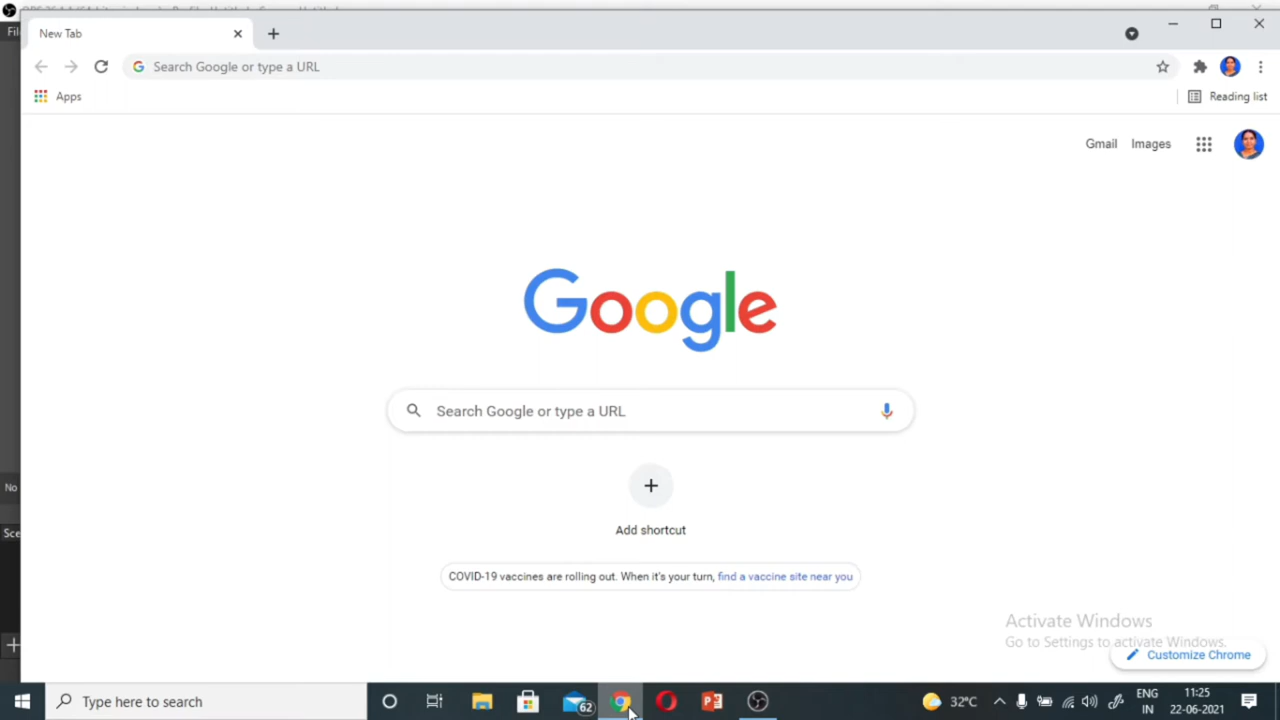 New Tab
Search Google or type a URL
Apps
Reading list
Gmail Images
Google
Search Google or type a URL
Add shortcut
COVID-19 vaccines are rolling out. When it's your turn, find a vaccine site near you
No
Sce
Activate Windows
Go to Settings to activate Windows.
Customize Chrome
Type here to search
62
32°C
ENG
IN
11:25
22-06-2021